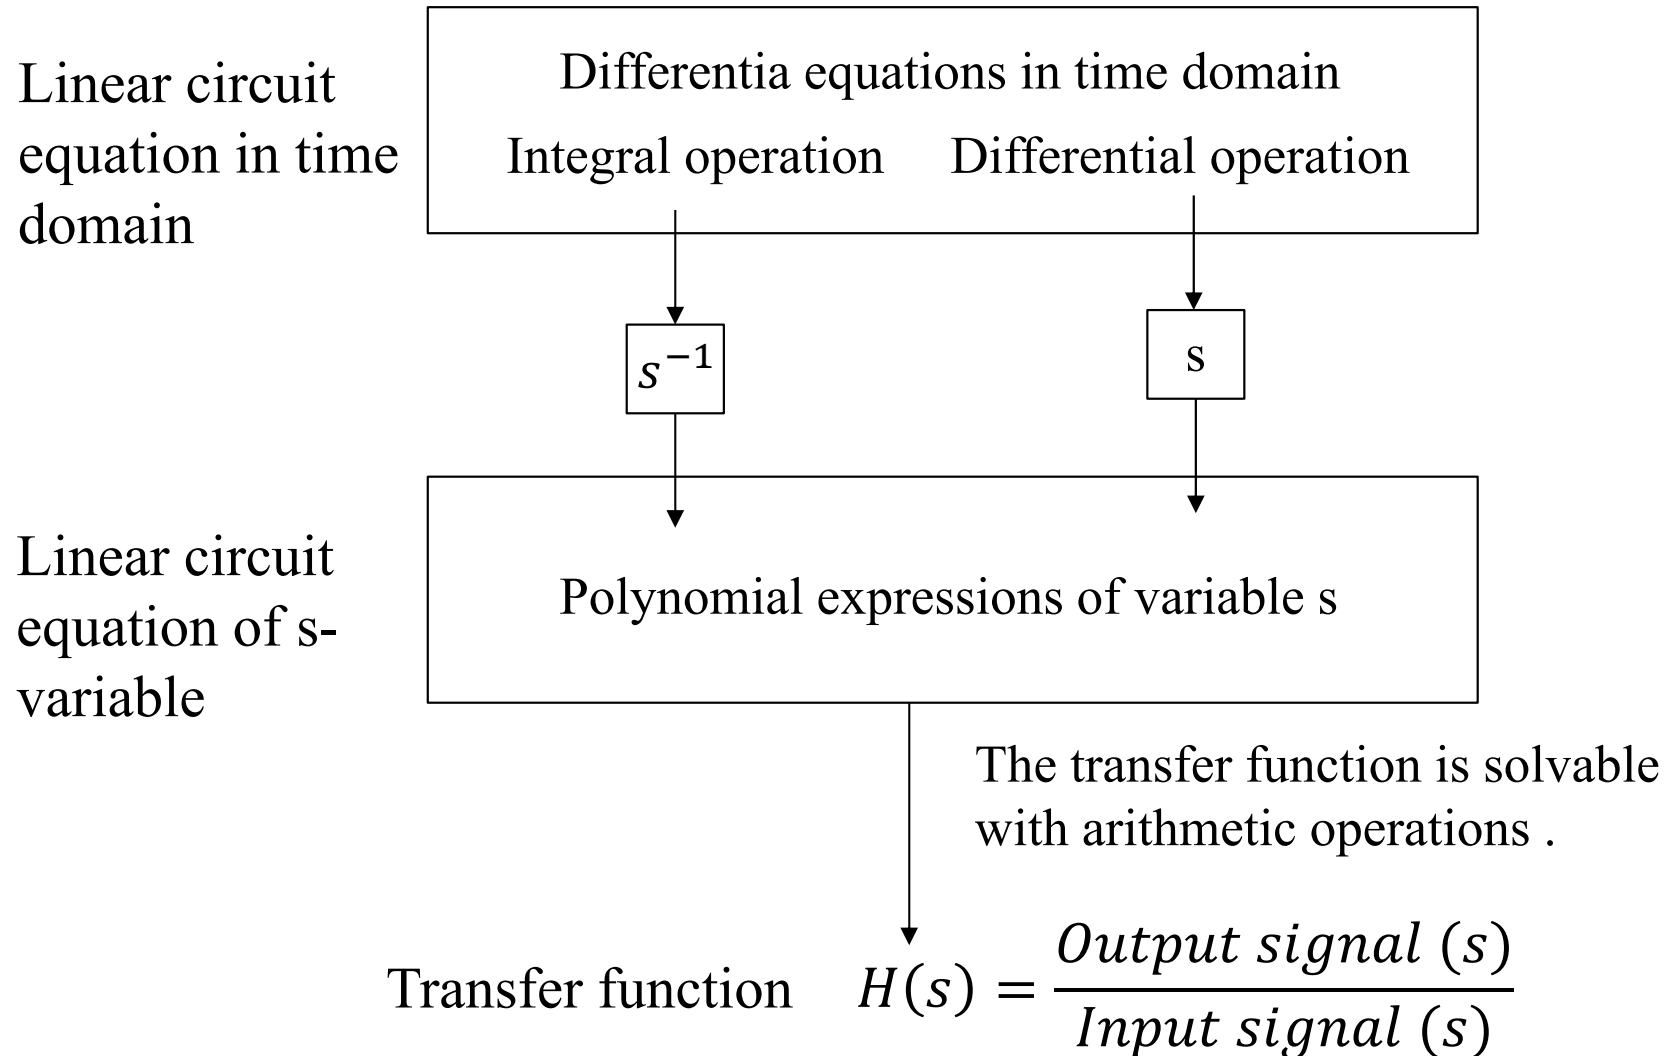 Linear circuit
equation in time
domain
Differentia equations in time domain
Integral operation
Differential operation
s⁻¹
s
Linear circuit
equation of s-
variable
Polynomial expressions of variable s
The transfer function is solvable
with arithmetic operations .
Transfer function
H(s) = Output signal (s) / Input signal (s)